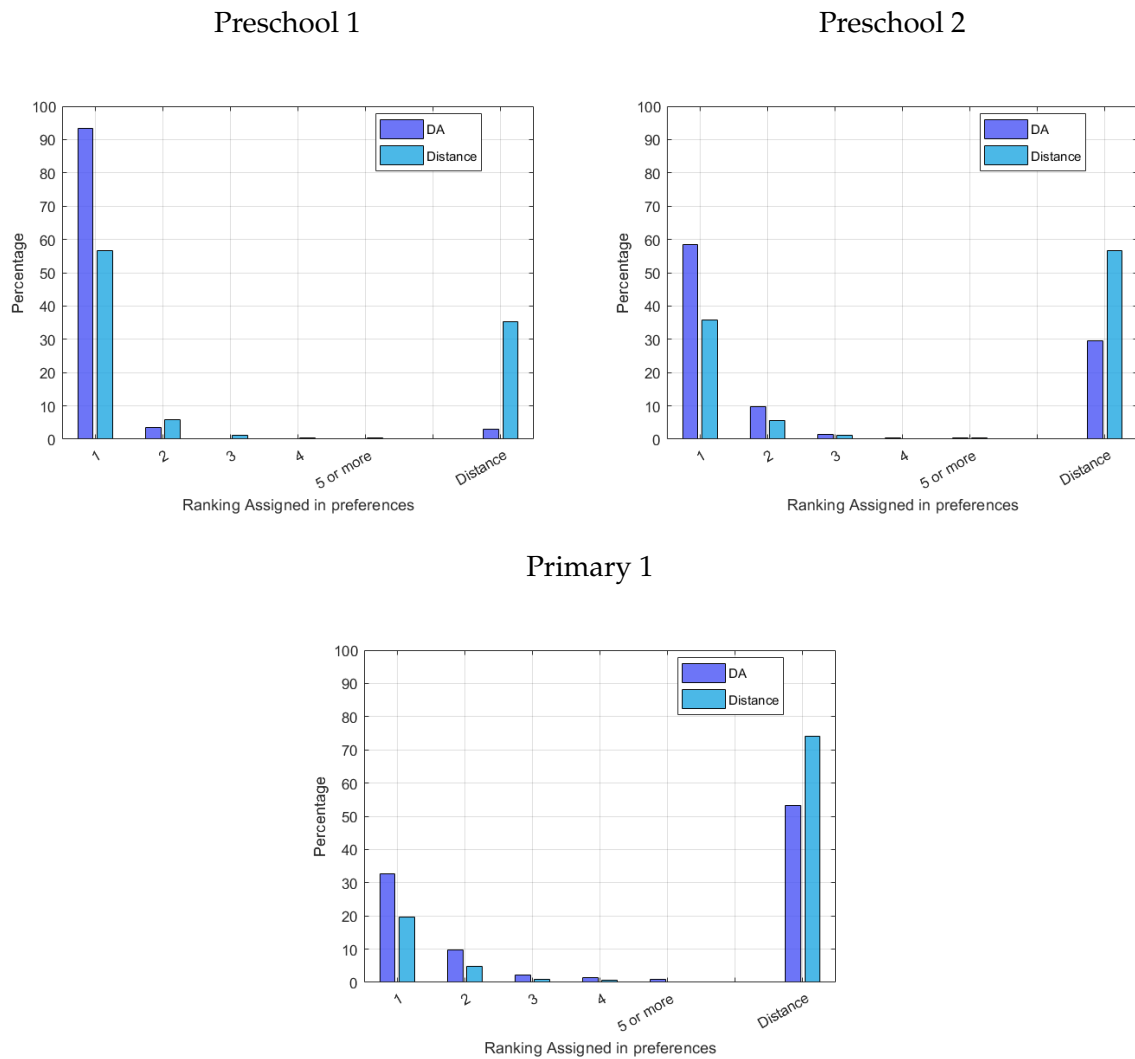 Preschool 1
100
90
80
70
60
50
40
30
20
10
0
Percentage
DA
Distance
1
2
3
4
5 or more
Distance
Ranking Assigned in preferences
Preschool 2
100
90
80
70
60
50
40
30
20
10
0
Percentage
DA
Distance
1
2
3
4
5 or more
Distance
Ranking Assigned in preferences
Primary 1
100
90
80
70
60
50
40
30
20
10
0
Percentage
DA
Distance
1
2
3
4
5 or more
Distance
Ranking Assigned in preferences